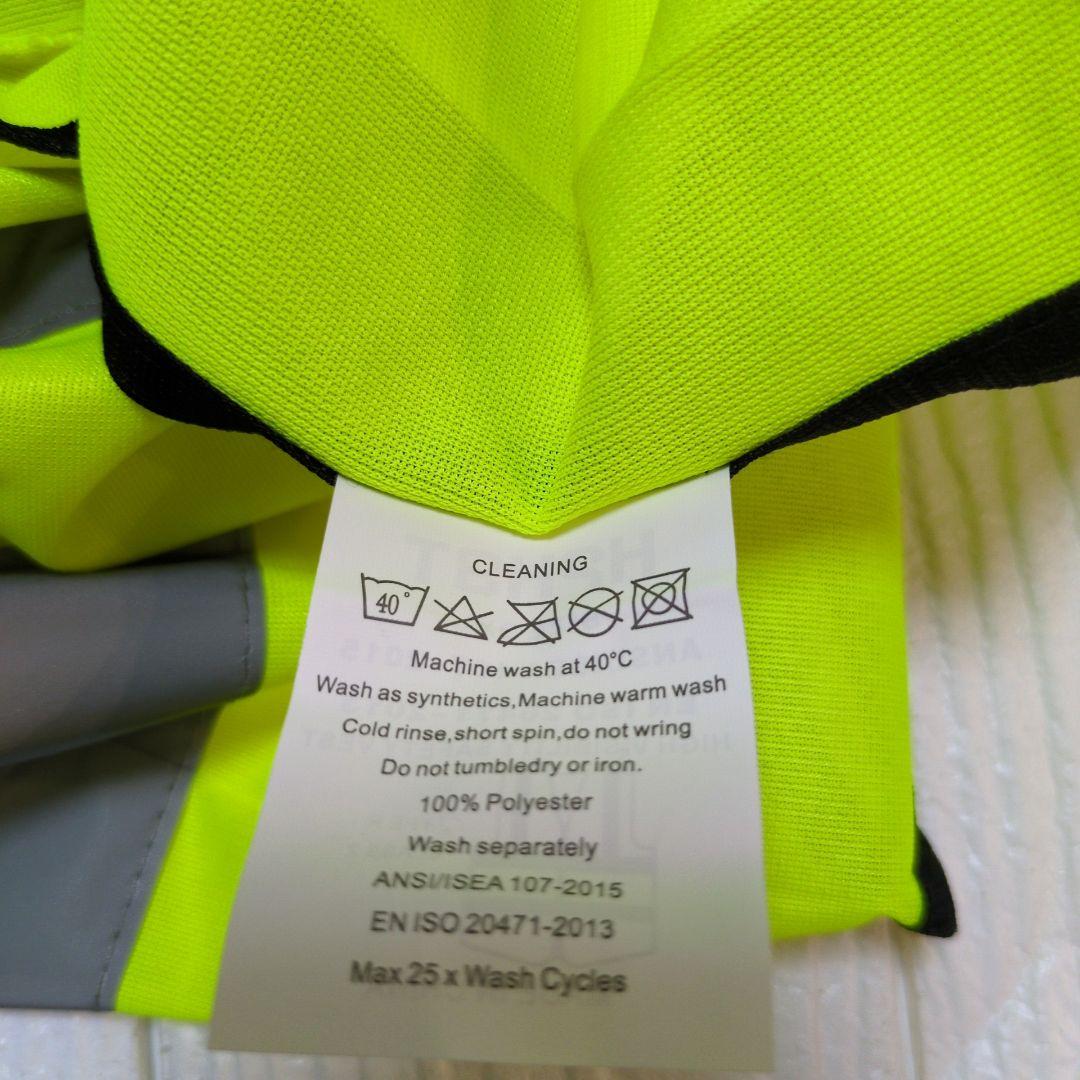 CLEANING
40°
Machine wash at 40°C
Wash as synthetics,Machine warm wash
Cold rinse,short spin,do not wring
Do not tumbledry or iron.
100% Polyester
Wash separately
ANSI/ISEA 107-2015
EN ISO 20471-2013
Max 25 x Wash Cycles